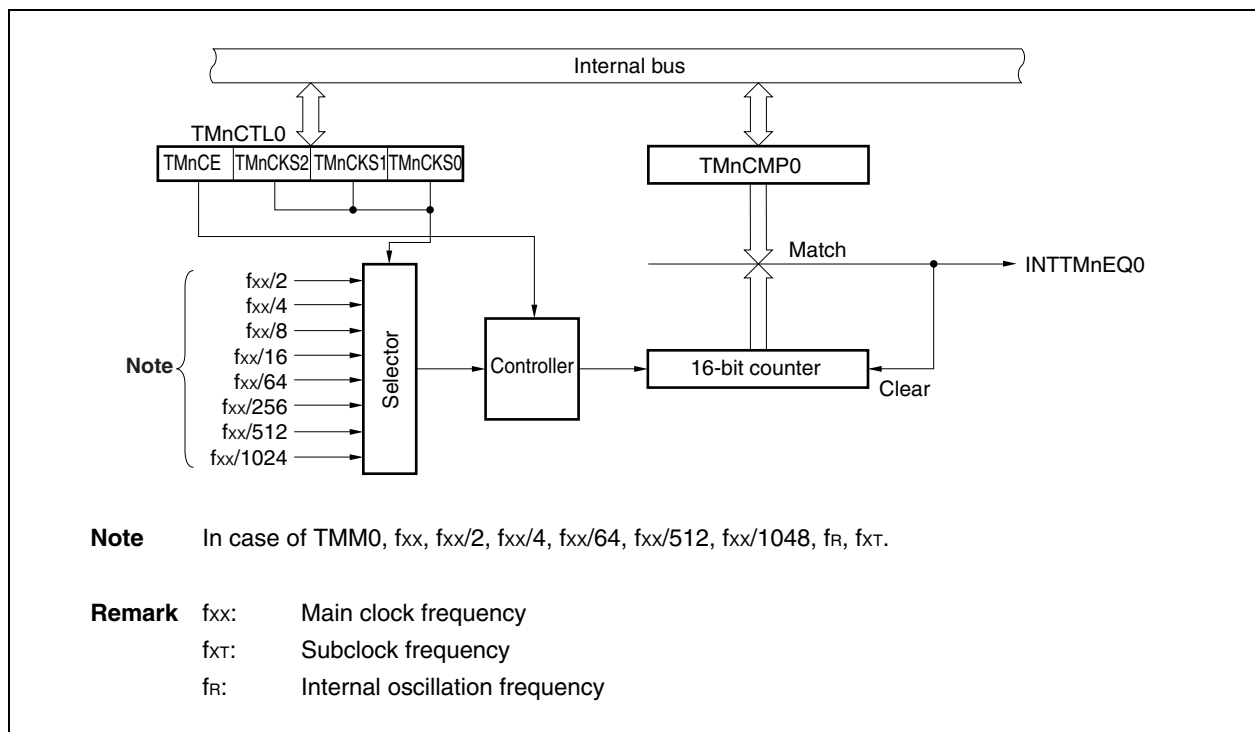 Internal bus
TMnCTL0
TMnCE TMnCKS2 TMnCKS1 TMnCKS0
TMnCMP0
Match
INTTMnEQ0
fxx/2
fxx/4
fxx/8
fxx/16
fxx/64
fxx/256
fxx/512
fxx/1024
Note
Selector
Controller
16-bit counter
Clear
Note In case of TMM0, fxx, fxx/2, fxx/4, fxx/64, fxx/512, fxx/1048, fR, fXT.
Remark fxx: Main clock frequency
fXT: Subclock frequency
fR: Internal oscillation frequency